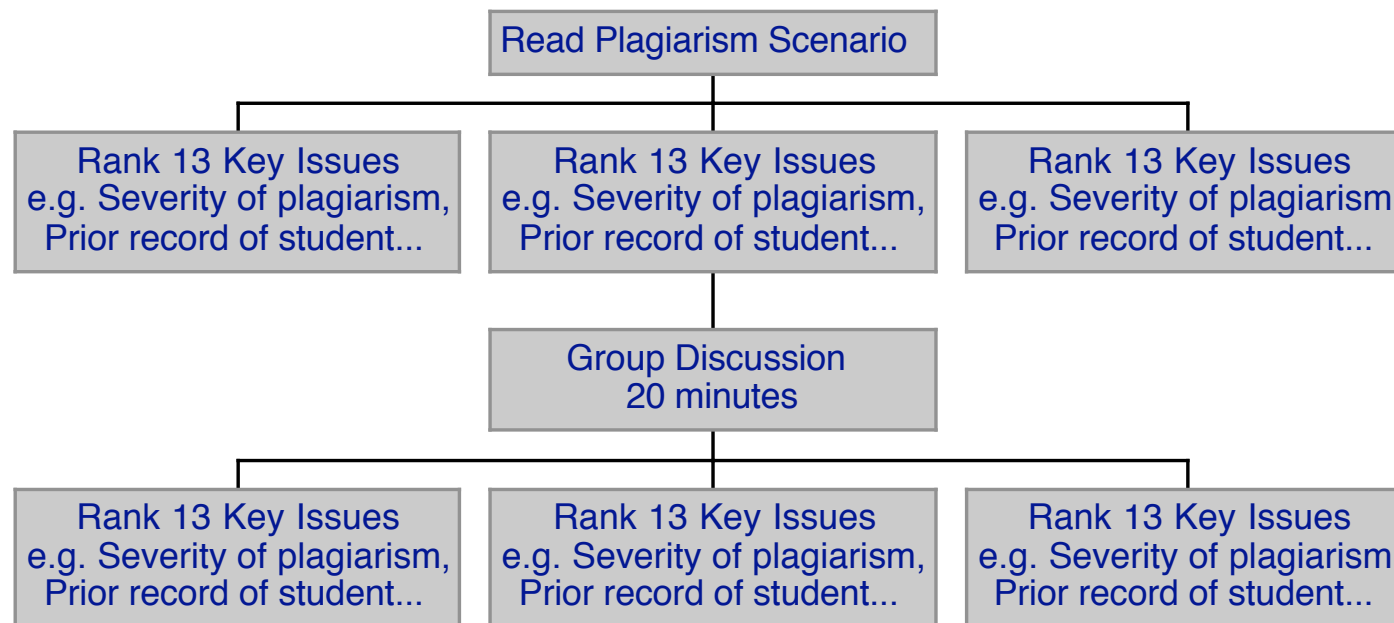 Read Plagiarism Scenario
Rank 13 Key Issues
e.g. Severity of plagiarism,
Prior record of student...
Rank 13 Key Issues
e.g. Severity of plagiarism,
Prior record of student...
Rank 13 Key Issues
e.g. Severity of plagiarism
Prior record of student...
Group Discussion
20 minutes
Rank 13 Key Issues
e.g. Severity of plagiarism,
Prior record of student...
Rank 13 Key Issues
e.g. Severity of plagiarism,
Prior record of student...
Rank 13 Key Issues
e.g. Severity of plagiarism
Prior record of student...